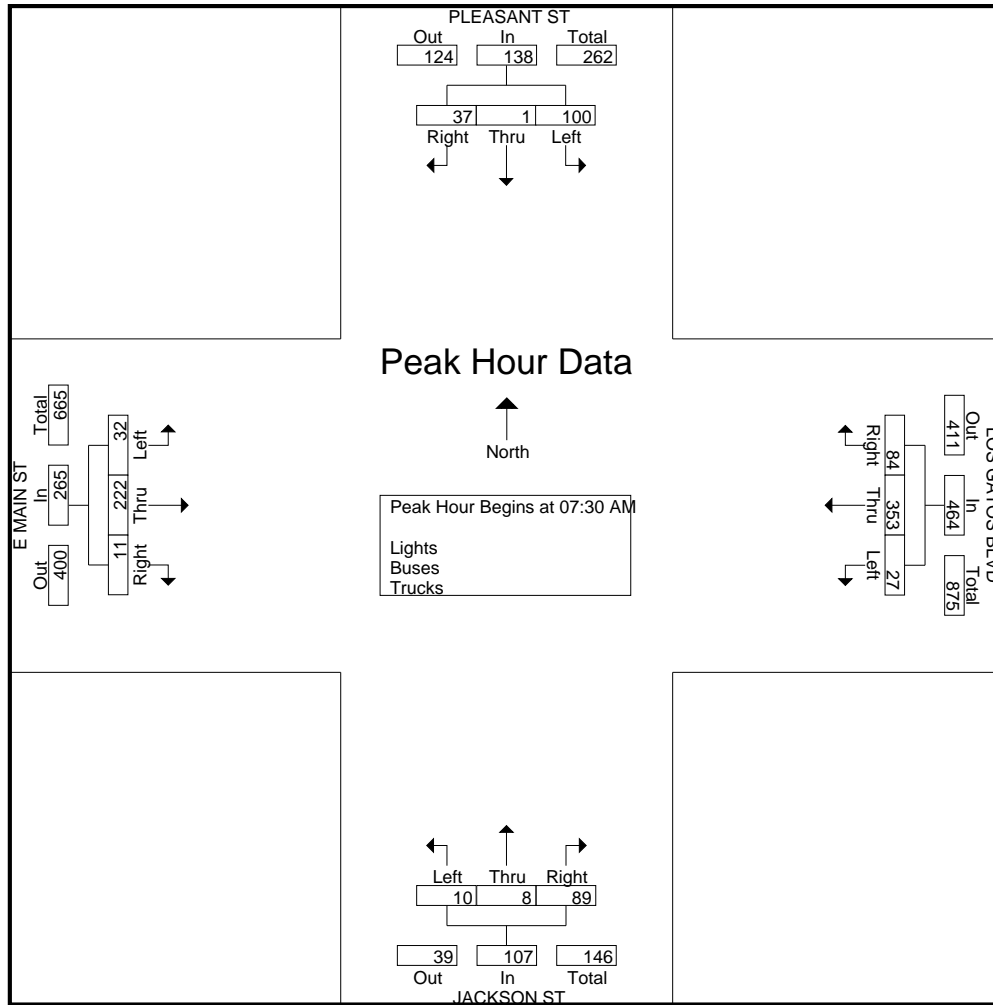 PLEASANT ST
Out In Total
124 138 262
37 1 100
Right Thru Left
Peak Hour Data
North
Peak Hour Begins at 07:30 AM
Lights
Buses
Trucks
E MAIN ST
Out In Total
400 265 665
Right Thru Left
11 222 32
LOS GATOS BLVD
Out In Total
411 464 875
Right Thru Left
84 353 27
Left Thru Right
10 8 89
39 107 146
Out In Total
JACKSON ST